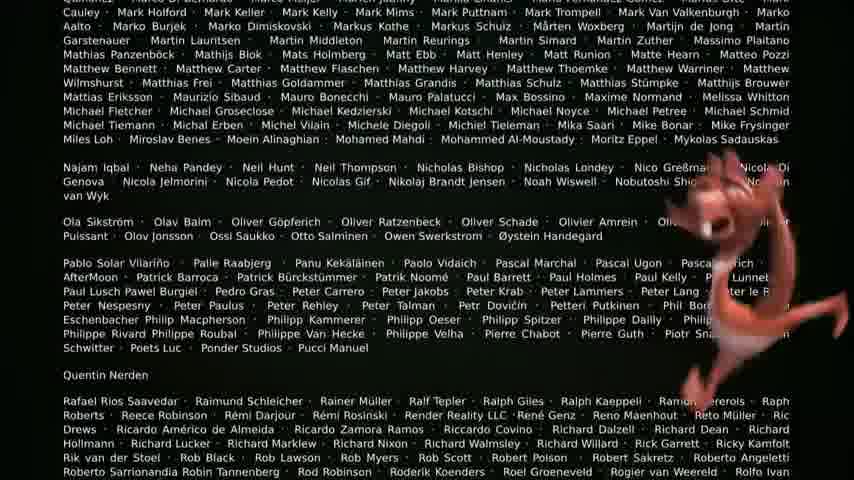 Cauley · Mark Holford · Mark Keller · Mark Kelly · Mark Mims · Mark Puttnam · Mark Trompell · Mark Van Valkenburgh · Marko
Aalto · Marko Burjek · Marko Dimiskovski · Markus Kothe · Markus Schulz · Mårten Woxberg · Martijn de Jong · Martin
Garstenauer · Martin Lauritsen · Martin Middleton · Martin Reurings · Martin Simard · Martin Zuther · Massimo Plaitano
Mathias Panzenböck · Mathijs Blok · Mats Holmberg · Matt Ebb · Matt Henley · Matt Runion · Matte Hearn · Matteo Pozzi
Matthew Bennett · Matthew Carter · Matthew Flaschen · Matthew Harvey · Matthew Thoemke · Matthew Warriner · Matthew
Wilmshurst · Matthias Frei · Matthias Goldammer · Matthias Grandis · Matthias Schulz · Matthias Stümpke · Matthijs Brouwer
Mattias Eriksson · Maurizio Sibaud · Mauro Bonecchi · Mauro Palatucci · Max Bossino · Maxime Normand · Melissa Whitton
Michael Fletcher · Michael Groseclose · Michael Kedzierski · Michael Kotschi · Michael Noyce · Michael Petree · Michael Schmid
Michael Tiemann · Michal Erben · Michel Vilain · Michele Diegoli · Michiel Tieleman · Mika Saari · Mike Bonar · Mike Frysinger
Miles Loh · Miroslav Benes · Moein Alinaghian · Mohamed Mahdi · Mohammed Al-Moustady · Moritz Eppel · Mykolas Sadauskas
Najam Iqbal · Neha Pandey · Neil Hunt · Neil Thompson · Nicholas Bishop · Nicholas Londey · Nico Greßman Nicola Di
Genova · Nicola Jelmorini · Nicola Pedot · Nicolas Gif · Nikolaj Brandt Jensen · Noah Wiswell · Nobutoshi
van Wyk
Ola Sikström · Olav Balm · Oliver Göpferich · Oliver Ratzenbeck · Oliver Schade · Olivier Amrein
Puissant · Olov Jonsson · Ossi Saukko · Otto Salminen · Owen Swerkstrom · Øystein Handegard
Pablo Solar Vilariño · Palle Raabjerg · Panu Kekäläinen · Paolo Vidaich · Pascal Marchal · Pascal Ugon
AfterMoon · Patrick Barroca · Patrick Bürckstümmer · Patrik Noomé · Paul Barrett · Paul Holmes · Paul Kelly
Paul Lusch Pawel Burgiel · Pedro Gras · Peter Carrero · Peter Jakobs · Peter Krab · Peter Lammers · Peter Lang
Peter Nespesny · Peter Paulus · Peter Rehley · Peter Talman · Petr Dovičín · Petteri Putkinen · Phil
Eschenbacher Philip Macpherson · Philipp Kammerer · Philipp Oeser · Philipp Spitzer · Philippe Dailly
Philippe Rivard Philippe Roubal · Philippe Van Hecke · Philippe Velha · Pierre Chabot · Pierre Guth · Piotr
Schwitter · Poets Luc · Ponder Studios · Pucci Manuel
Quentin Nerden
Rafael Rios Saavedar · Raimund Schleicher · Rainer Müller · Ralf Tepler · Ralph Giles · Ralph Kaeppeli · Raph
Roberts · Reece Robinson · Rémi Darjour · Rémi Rosinski · Render Reality LLC · René Genz · Reno Maenhout · Reto Müller · Ric
Drews · Ricardo Américo de Almeida · Ricardo Zamora Ramos · Riccardo Covino · Richard Dalzell · Richard Dean · Richard
Hollmann · Richard Lucker · Richard Marklew · Richard Nixon · Richard Walmsley · Richard Willard · Rick Garrett · Ricky Kamfolt
Rik van der Stoel · Rob Black · Rob Lawson · Rob Myers · Rob Scott · Robert Poison · Robert Sakretz · Roberto Angeletti
Roberto Sarrionandia Robin Tannenberg · Rod Robinson · Roderik Koenders · Roel Groeneveld · Rogier van Weereld · Rolfo Ivan